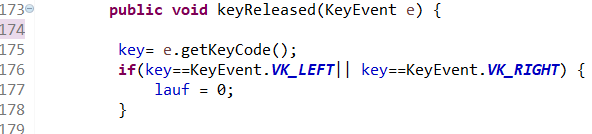 173 public void keyReleased(KeyEvent e) {
174
175 key= e.getKeyCode();
176 if(key==KeyEvent.VK_LEFT|| key==KeyEvent.VK_RIGHT) {
177 lauf = 0;
178 }
179